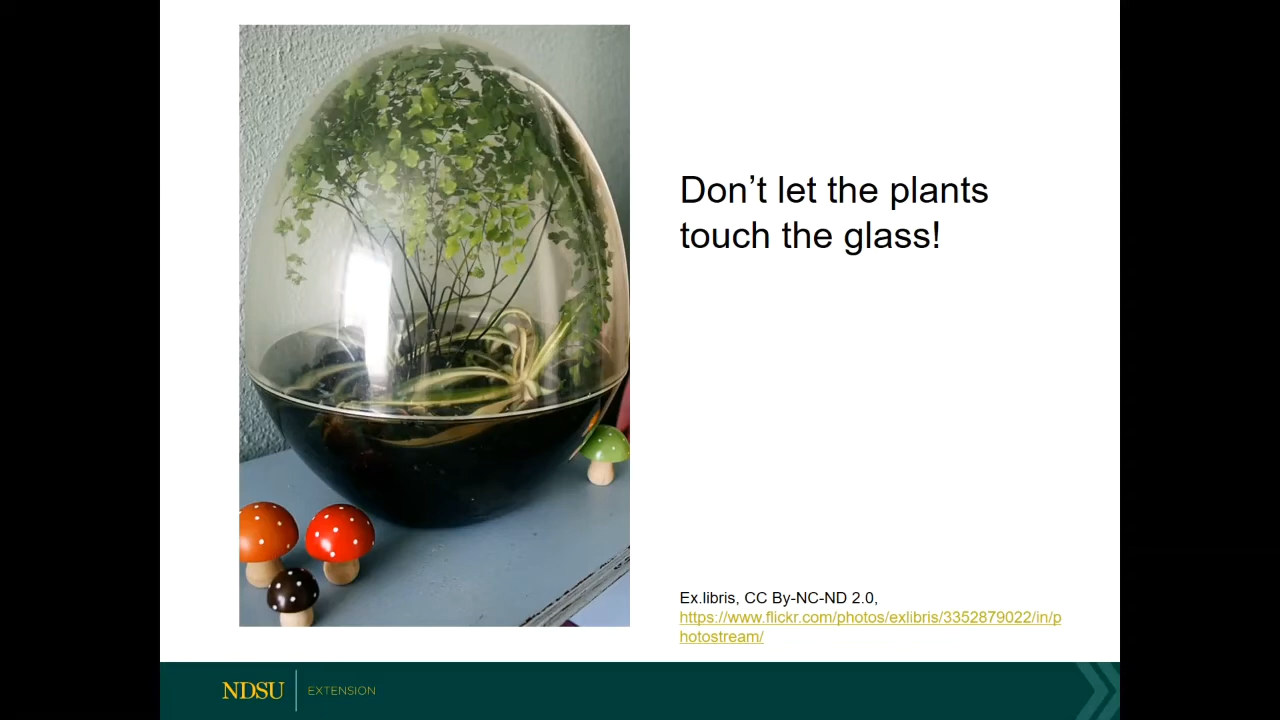 Don’t let the plants
touch the glass!
Ex.libris, CC By-NC-ND 2.0,
https://www.flickr.com/photos/exlibris/3352879022/in/p
hotostream/
NDSU EXTENSION